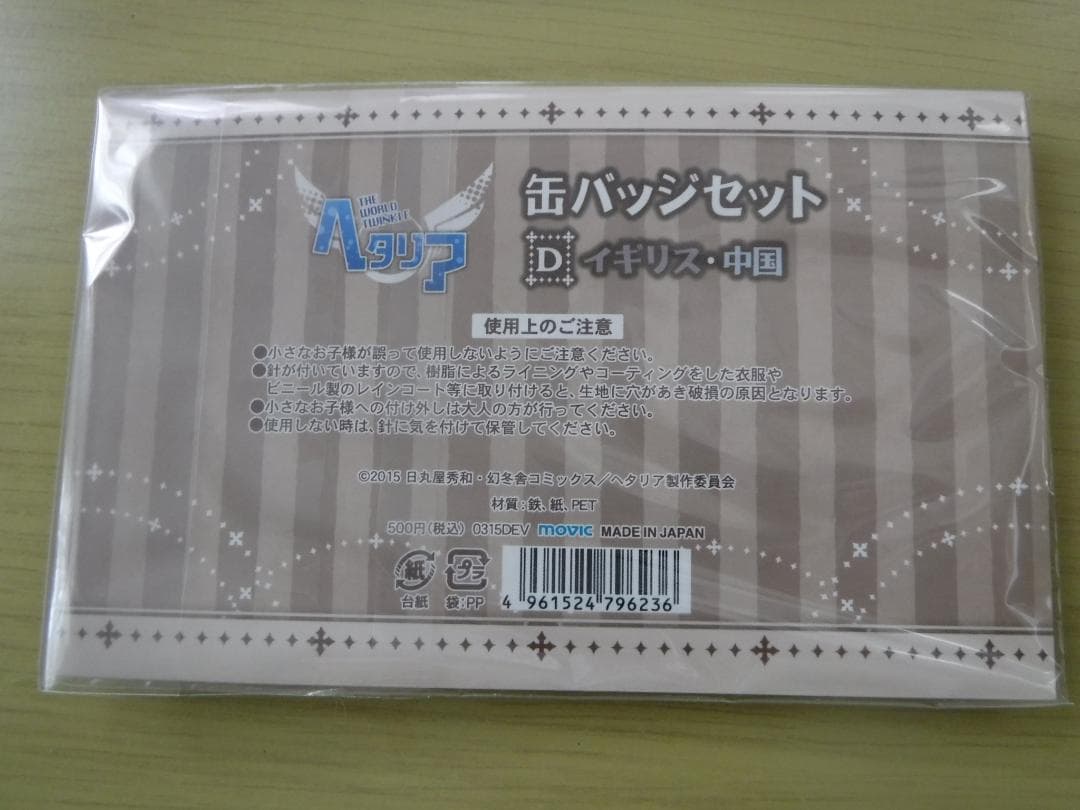 THE
WORLD
TWINKLE
ヘタリア
缶バッジセット
D イギリス・中国
使用上のご注意
●小さなお子様が誤って使用しないようにご注意ください。
●針が付いていますので、樹脂によるライニングやコーティングをした衣服や
ビニール製のレインコート等に取り付けると、生地に穴があき破損の原因となります。
●小さなお子様への付け外しは大人の方が行ってください。
●使用しない時は、針に気を付けて保管してください。
©2015 日丸屋秀和・幻冬舎コミックス/ヘタリア製作委員会
材質:鉄、紙、PET
500円(税込) 0315DEV movic MADE IN JAPAN
紙 プラ
台紙 袋:PP
4 961524 796236